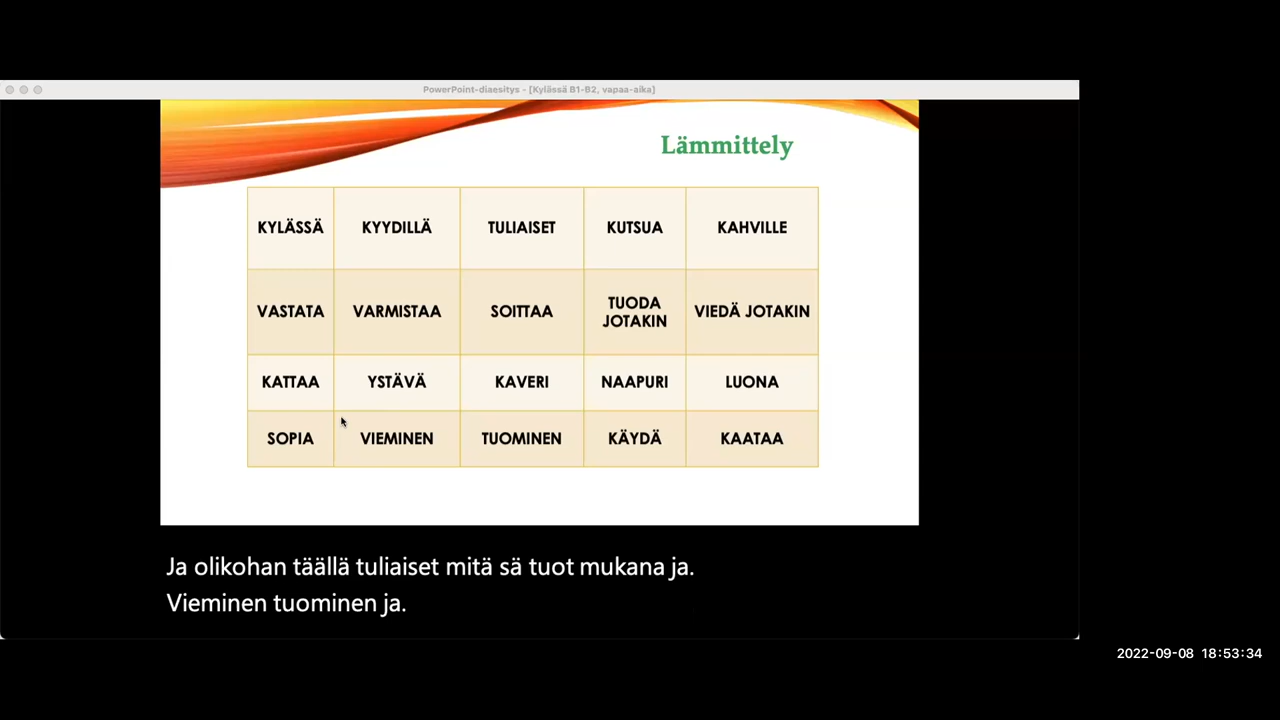 PowerPoint-diaesitys - [Kylässä B1-B2, vapaa-aika]
Lämmittely
KYLÄSSÄ KYYDILLÄ TULIAISET KUTSUA KAHVILLE
VASTATA VARMISTAA SOITTAA TUODA JOTAKIN VIEDÄ JOTAKIN
KATTAA YSTÄVÄ KAVERI NAAPURI LUONA
SOPIA VIEMINEN TUOMINEN KÄYDÄ KAATAA
Ja olikohan täällä tuliaiset mitä sä tuot mukana ja.
Vieminen tuominen ja.
2022-09-08 18:53:34